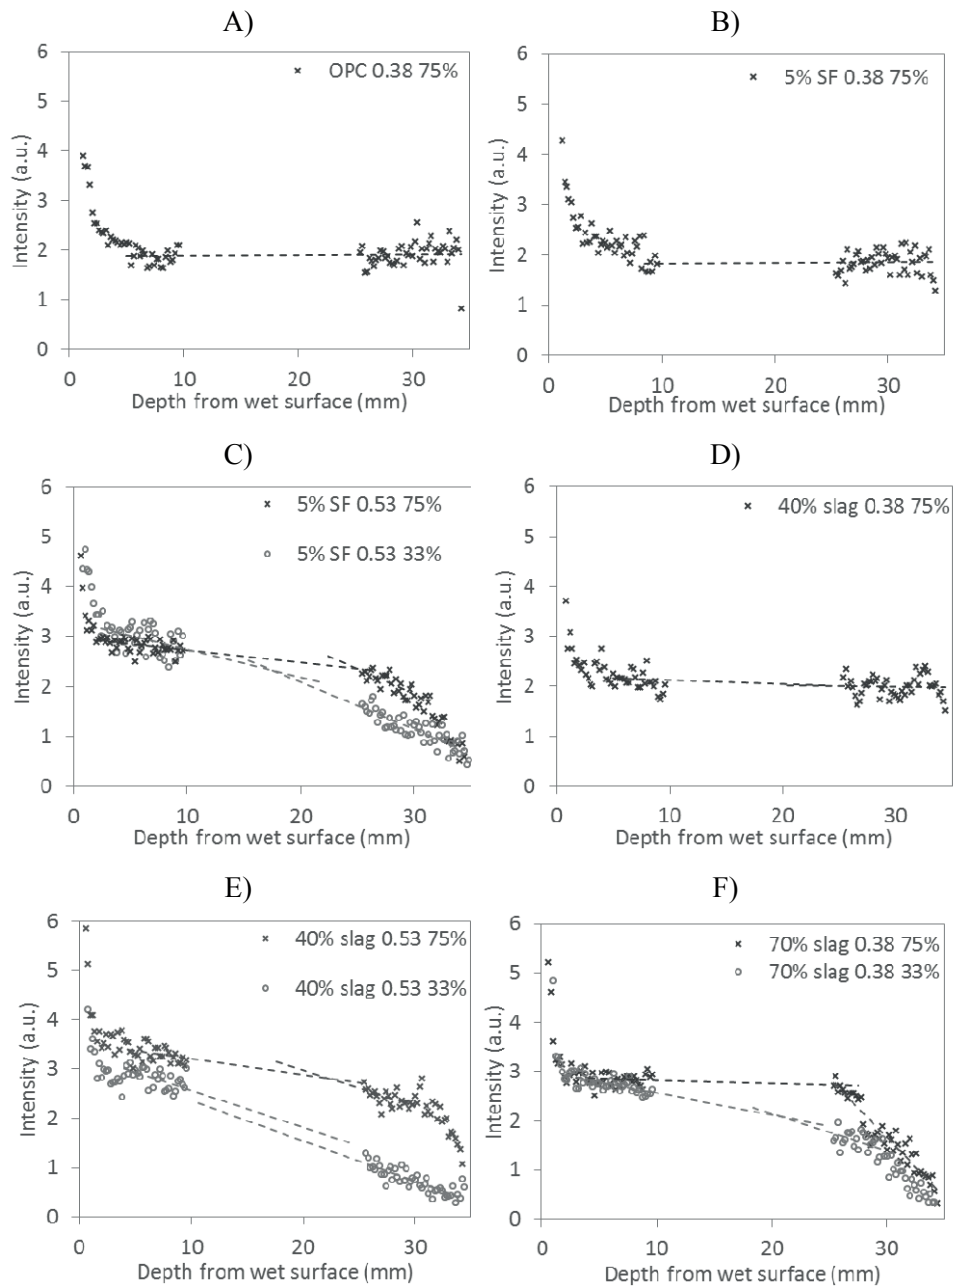 A)
B)
6
5
4
3
2
1
0
Intensity (a.u.)
OPC 0.38 75%
0
10
20
30
Depth from wet surface (mm)
6
5
4
3
2
1
0
Intensity (a.u.)
5% SF 0.38 75%
0
10
20
30
Depth from wet surface (mm)
C)
D)
6
5
4
3
2
1
0
Intensity (a.u.)
5% SF 0.53 75%
5% SF 0.53 33%
0
10
20
30
Depth from wet surface (mm)
6
5
4
3
2
1
0
Intensity (a.u.)
40% slag 0.38 75%
0
10
20
30
Depth from wet surface (mm)
E)
F)
6
5
4
3
2
1
0
Intensity (a.u.)
40% slag 0.53 75%
40% slag 0.53 33%
0
10
20
30
Depth from wet surface (mm)
6
5
4
3
2
1
0
Intensity (a.u.)
70% slag 0.38 75%
70% slag 0.38 33%
0
10
20
30
Depth from wet surface (mm)